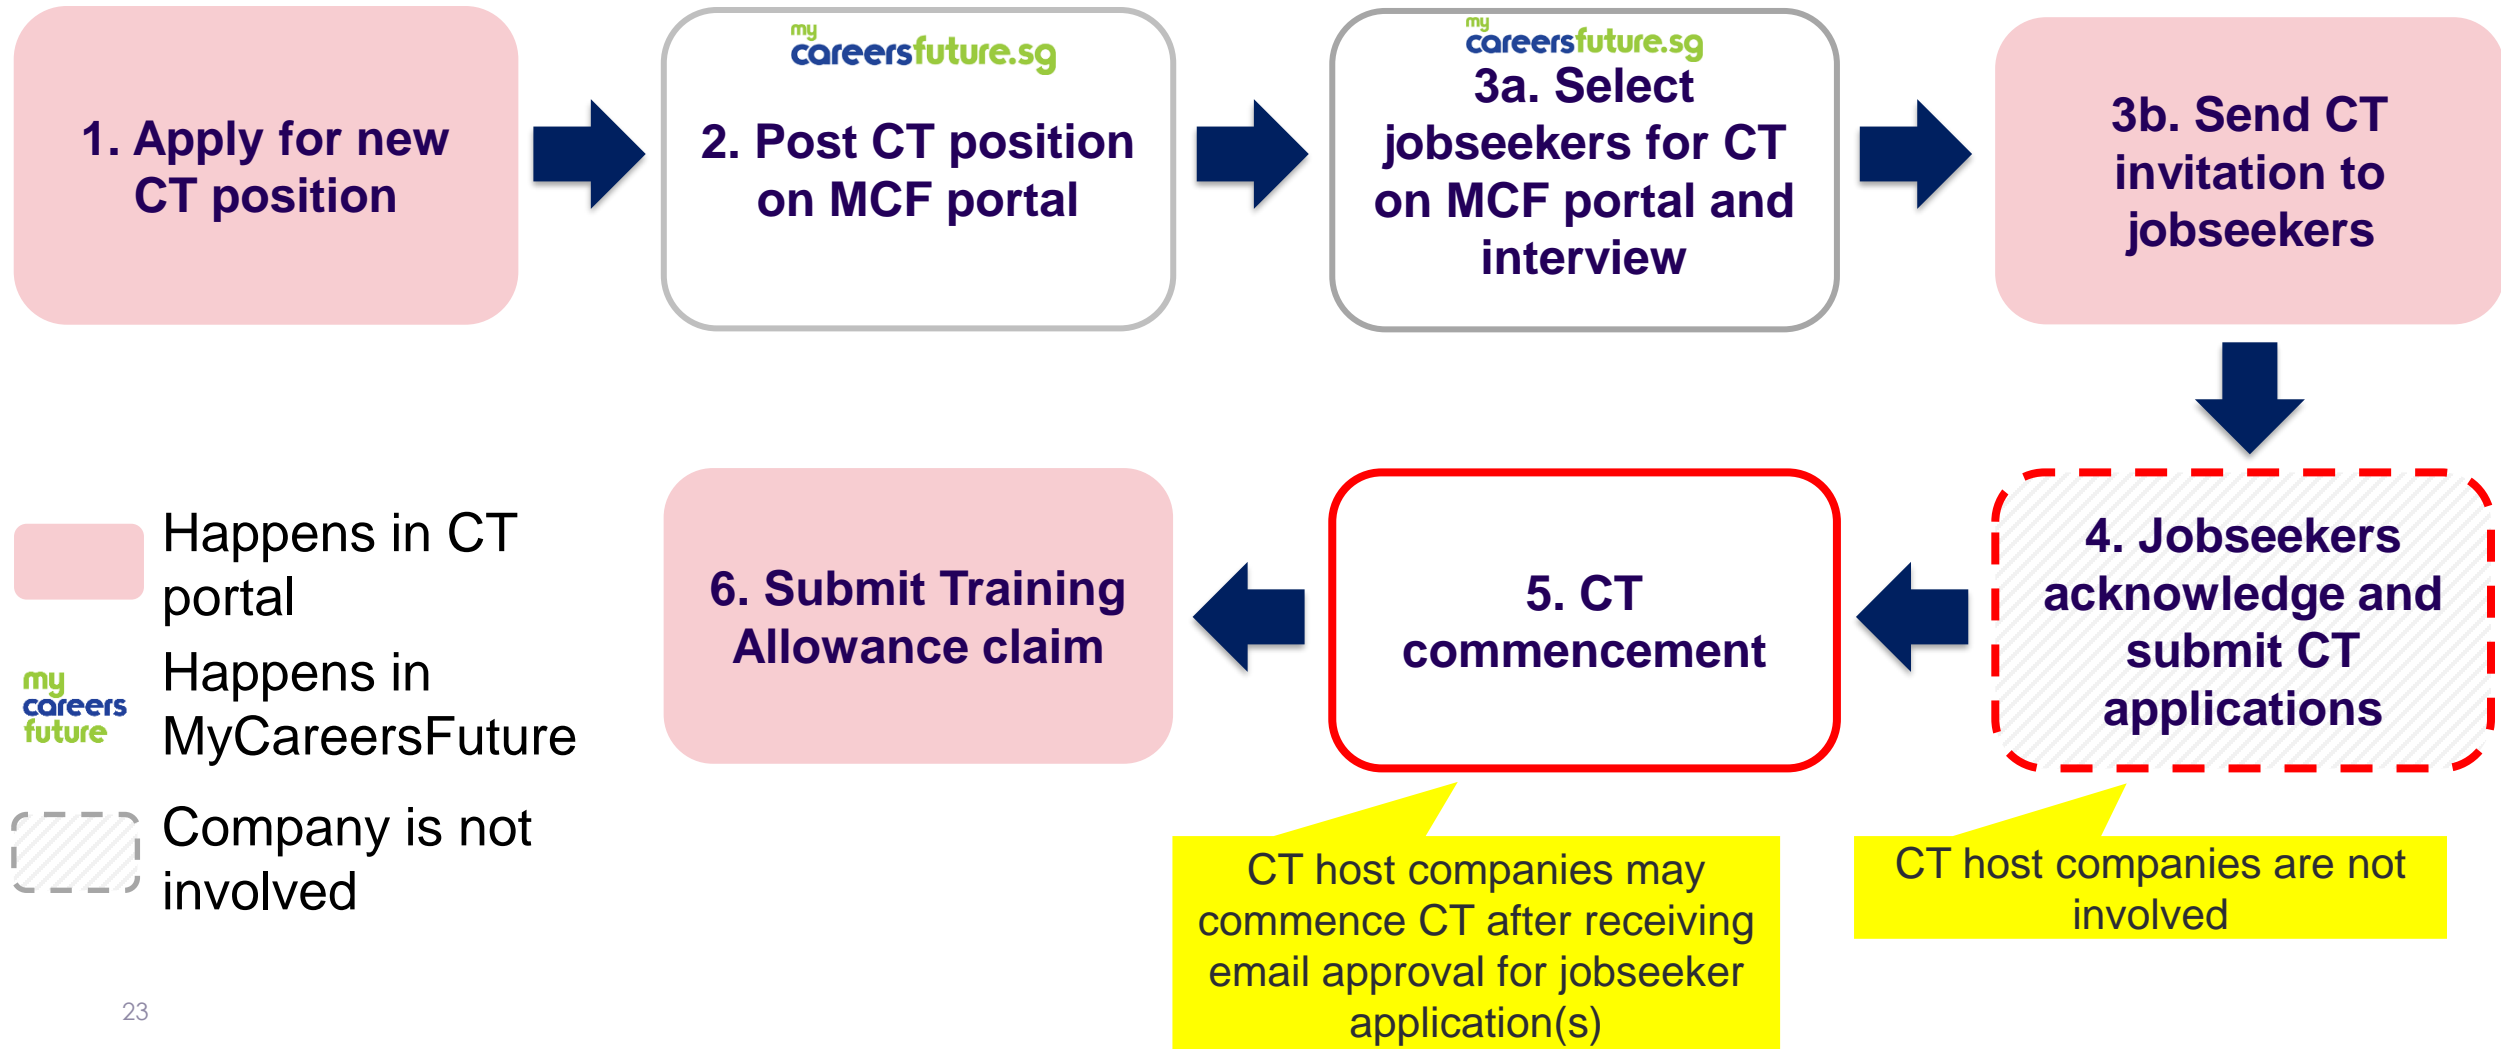 1. Apply for new
CT position
my
careersfuture.sg
2. Post CT position
on MCF portal
my
careersfuture.sg
3a. Select
jobseekers for CT
on MCF portal and
interview
3b. Send CT
invitation to
jobseekers
4. Jobseekers
acknowledge and
submit CT
applications
5. CT
commencement
6. Submit Training
Allowance claim
Happens in CT
portal
my
careers
future
Happens in
MyCareersFuture
Company is not
involved
CT host companies may
commence CT after receiving
email approval for jobseeker
application(s)
CT host companies are not
involved
23